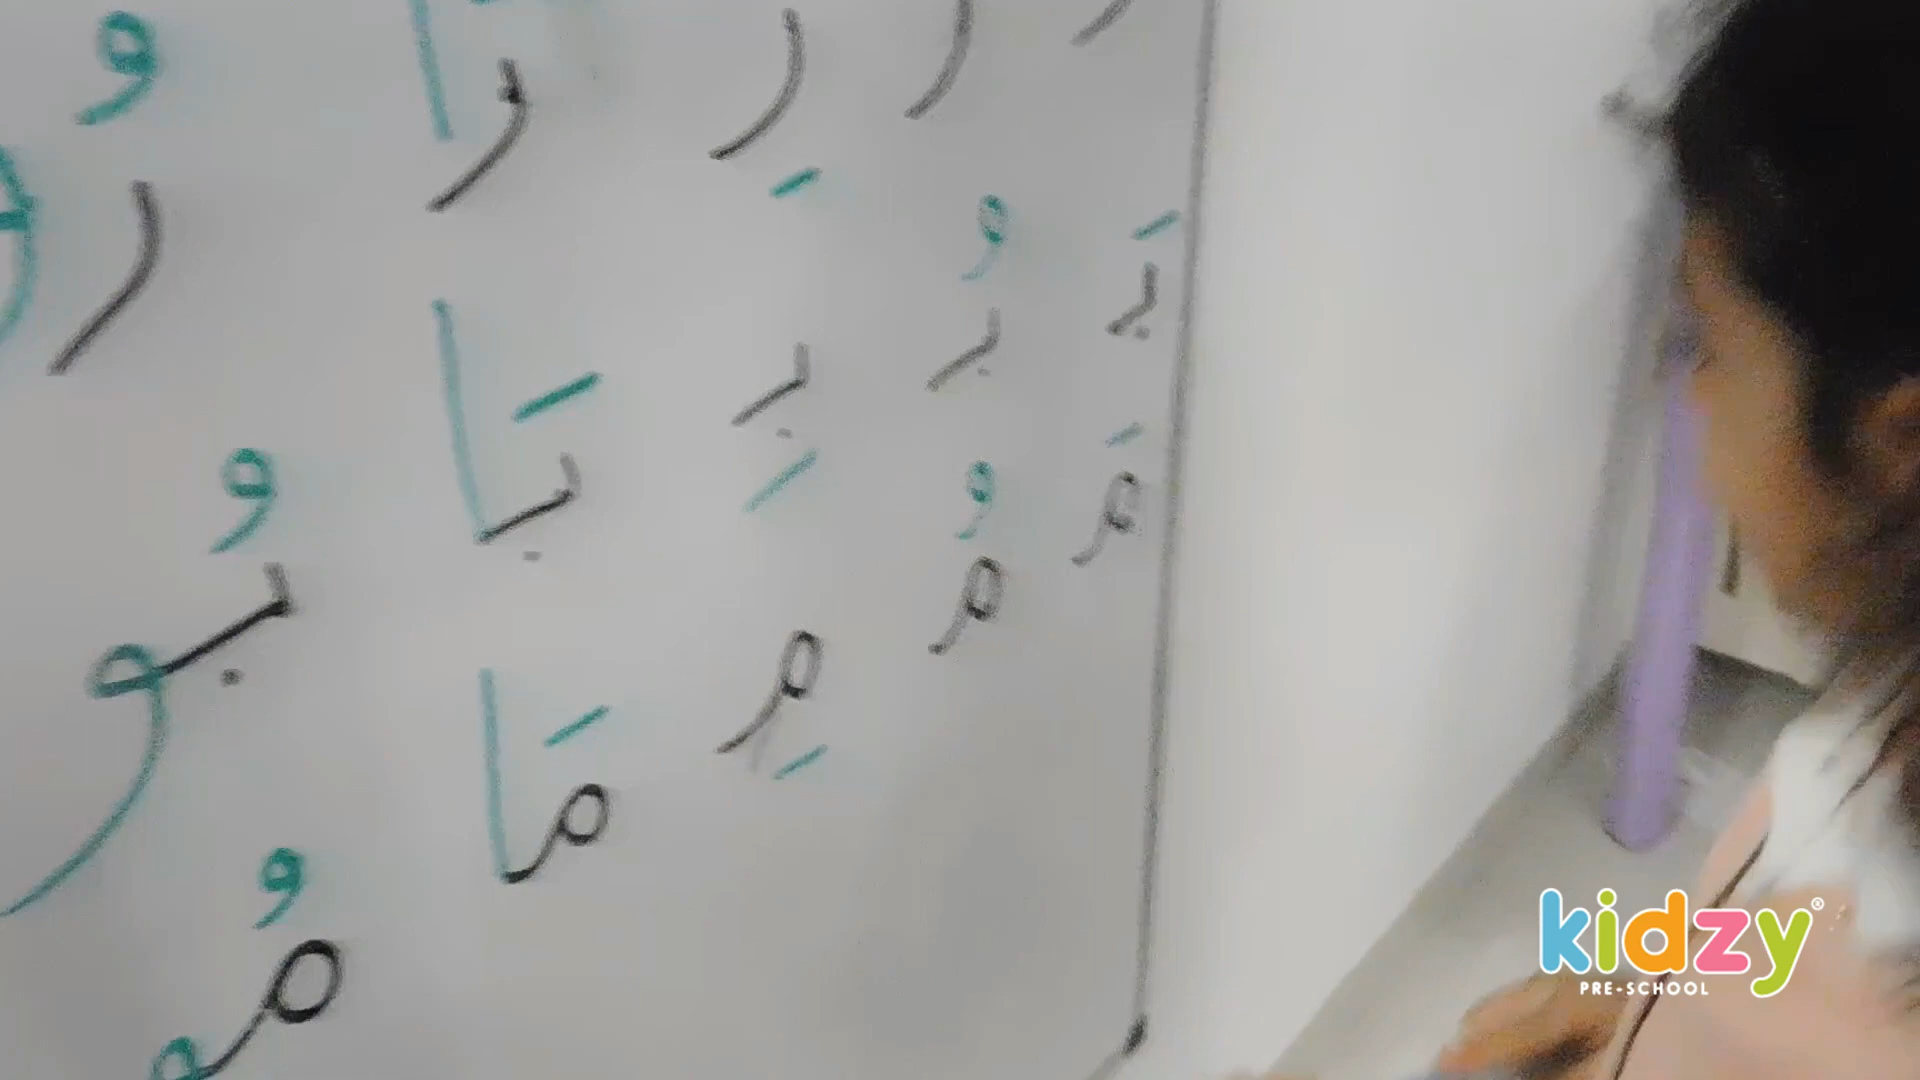 رَ رُ رِ رَا رُو
بَ بُ بِ بَا بُو
مَ مُ مِ مَا مُو
kidzy®
PRE-SCHOOL